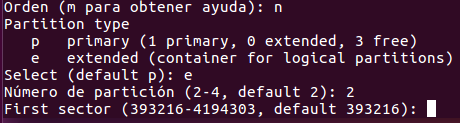 Orden (m para obtener ayuda): n
Partition type
p primary (1 primary, 0 extended, 3 free)
e extended (container for logical partitions)
Select (default p): e
Número de partición (2-4, default 2): 2
First sector (393216-4194303, default 393216):